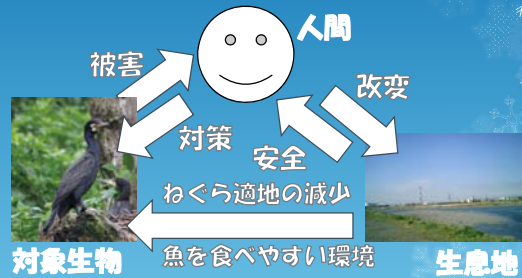 人間
被害
改変
対策
安全
ねぐら適地の減少
魚を食べやすい環境
対象生物
生息地